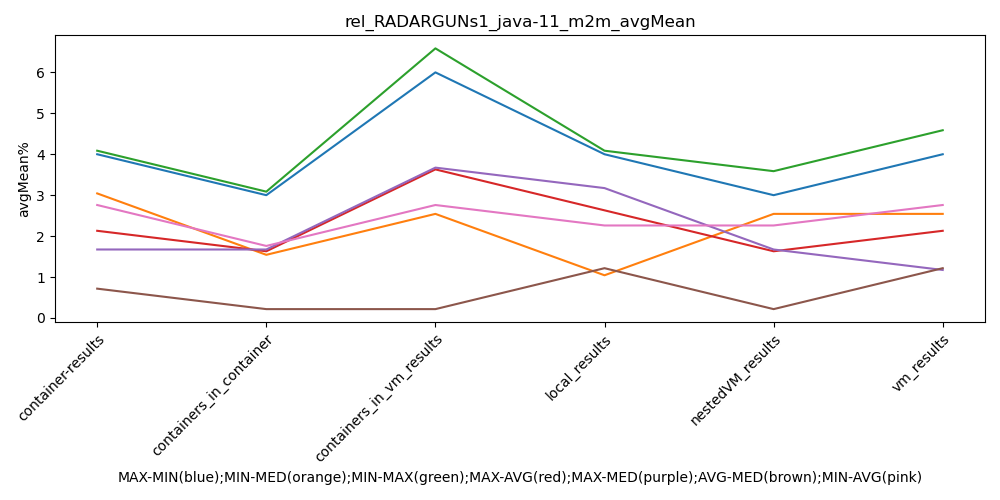 rel_RADARGUNs1_java-11_m2m_avgMean
avgMean%
6
5
4
3
2
1
0
container-results
containers_in_container
containers_in_vm_results
local_results
nestedVM_results
vm_results
MAX-MIN(blue);MIN-MED(orange);MIN-MAX(green);MAX-AVG(red);MAX-MED(purple);AVG-MED(brown);MIN-AVG(pink)